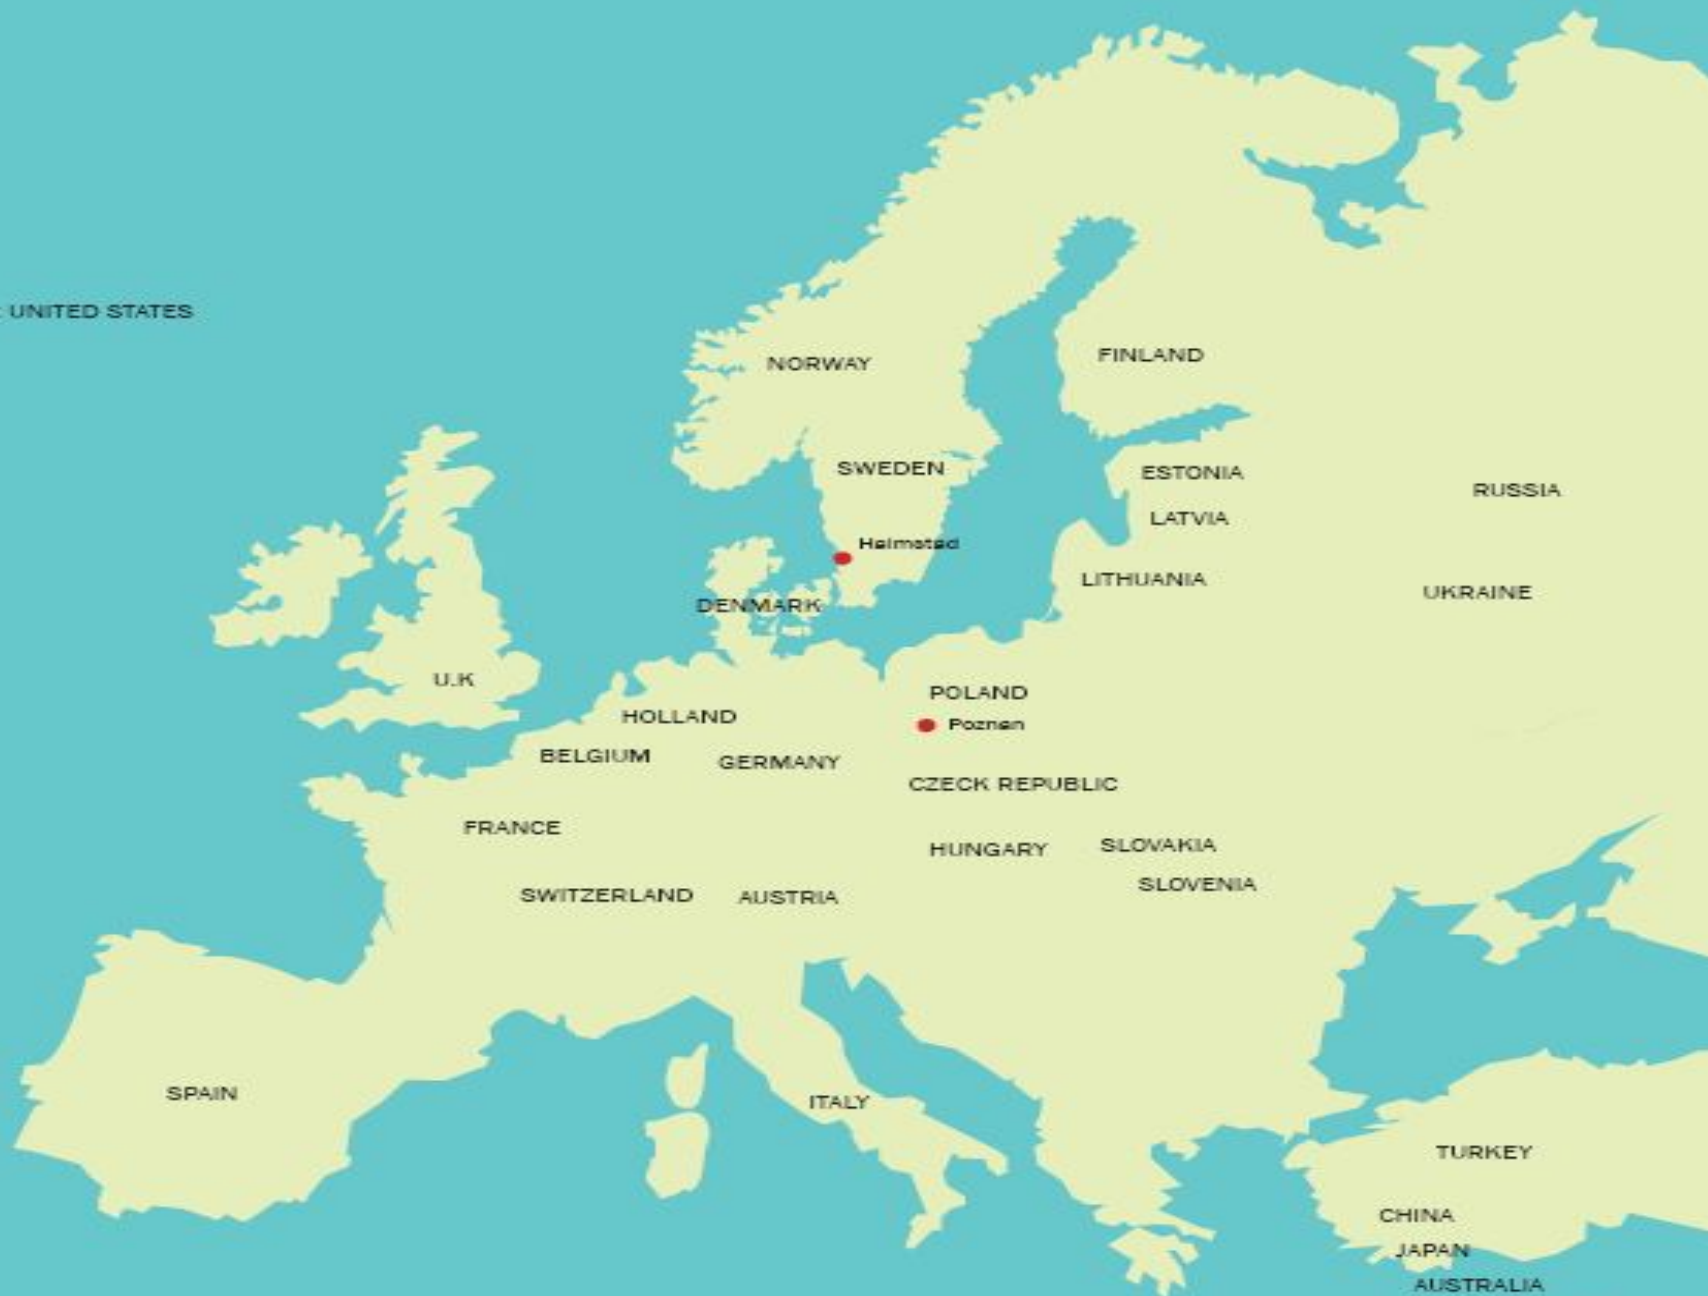 : UNITED STATES
FINLAND
NORWAY
SWEDEN
ESTONIA
RUSSIA
LATVIA
Halmstad
LITHUANIA
UKRAINE
DENMARK
U.K
POLAND
HOLLAND
Poznan
BELGIUM
GERMANY
CZECK REPUBLIC
FRANCE
HUNGARY
SLOVAKIA
SLOVENIA
SWITZERLAND
AUSTRIA
SPAIN
ITALY
TURKEY
CHINA
JAPAN
AUSTRALIA